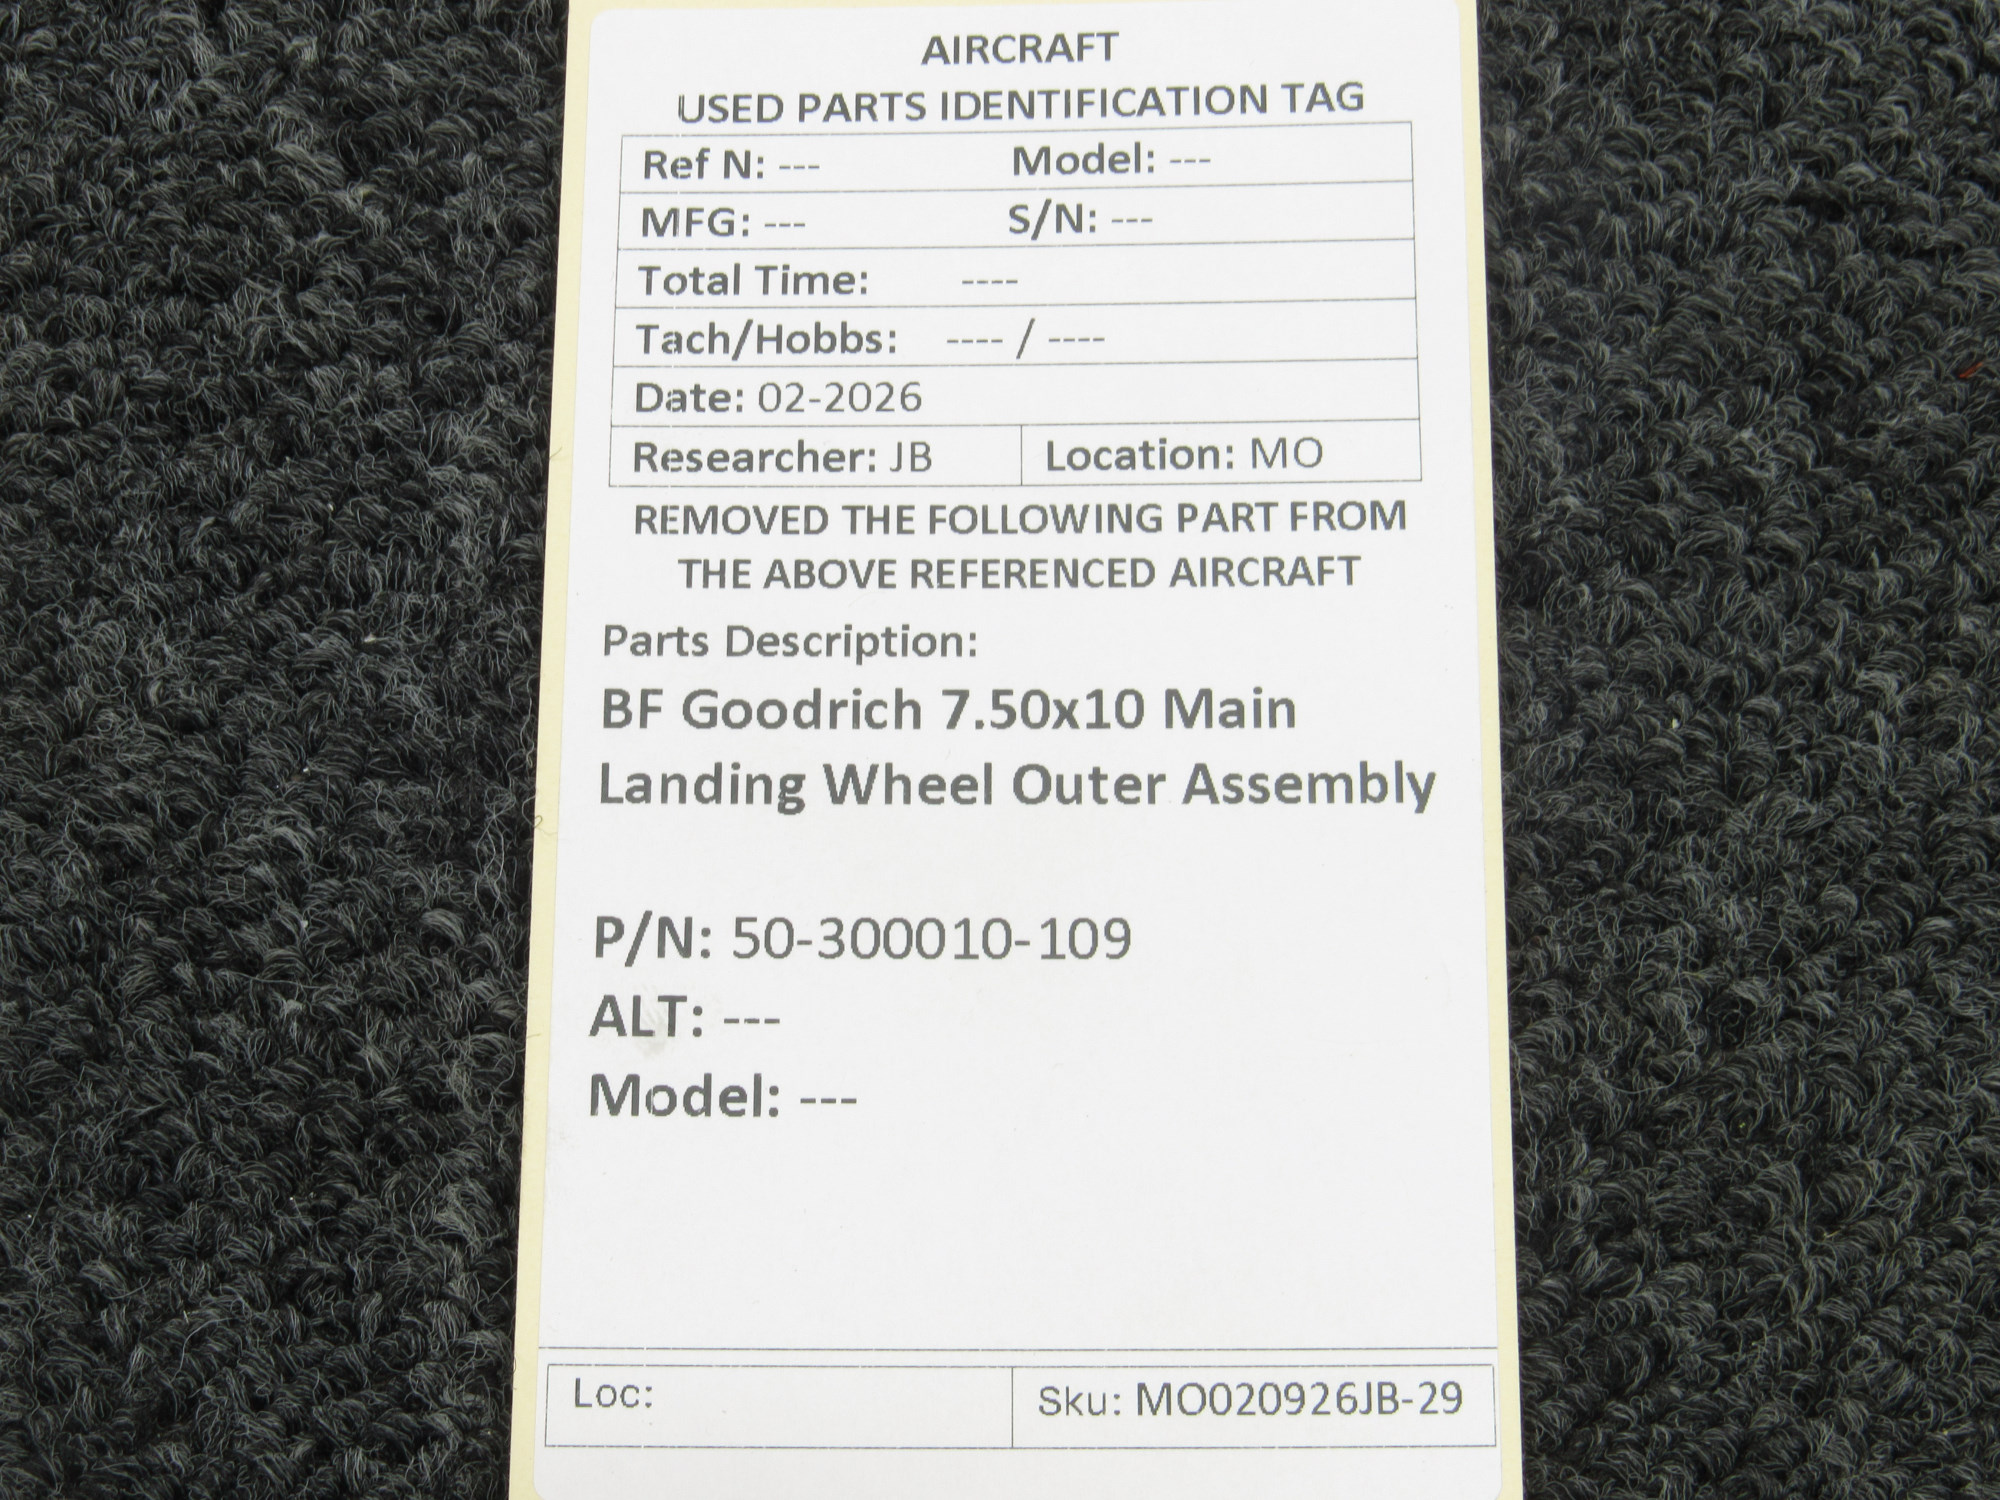 AIRCRAFT
USED PARTS IDENTIFICATION TAG
Ref N: --- Model: ---
MFG: --- S/N: ---
Total Time: ----
Tach/Hobbs: ---- / ----
Date: 02-2026
Researcher: JB Location: MO
REMOVED THE FOLLOWING PART FROM
THE ABOVE REFERENCED AIRCRAFT
Parts Description:
BF Goodrich 7.50x10 Main
Landing Wheel Outer Assembly
P/N: 50-300010-109
ALT: ---
Model: ---
Loc: Sku: MO020926JB-29